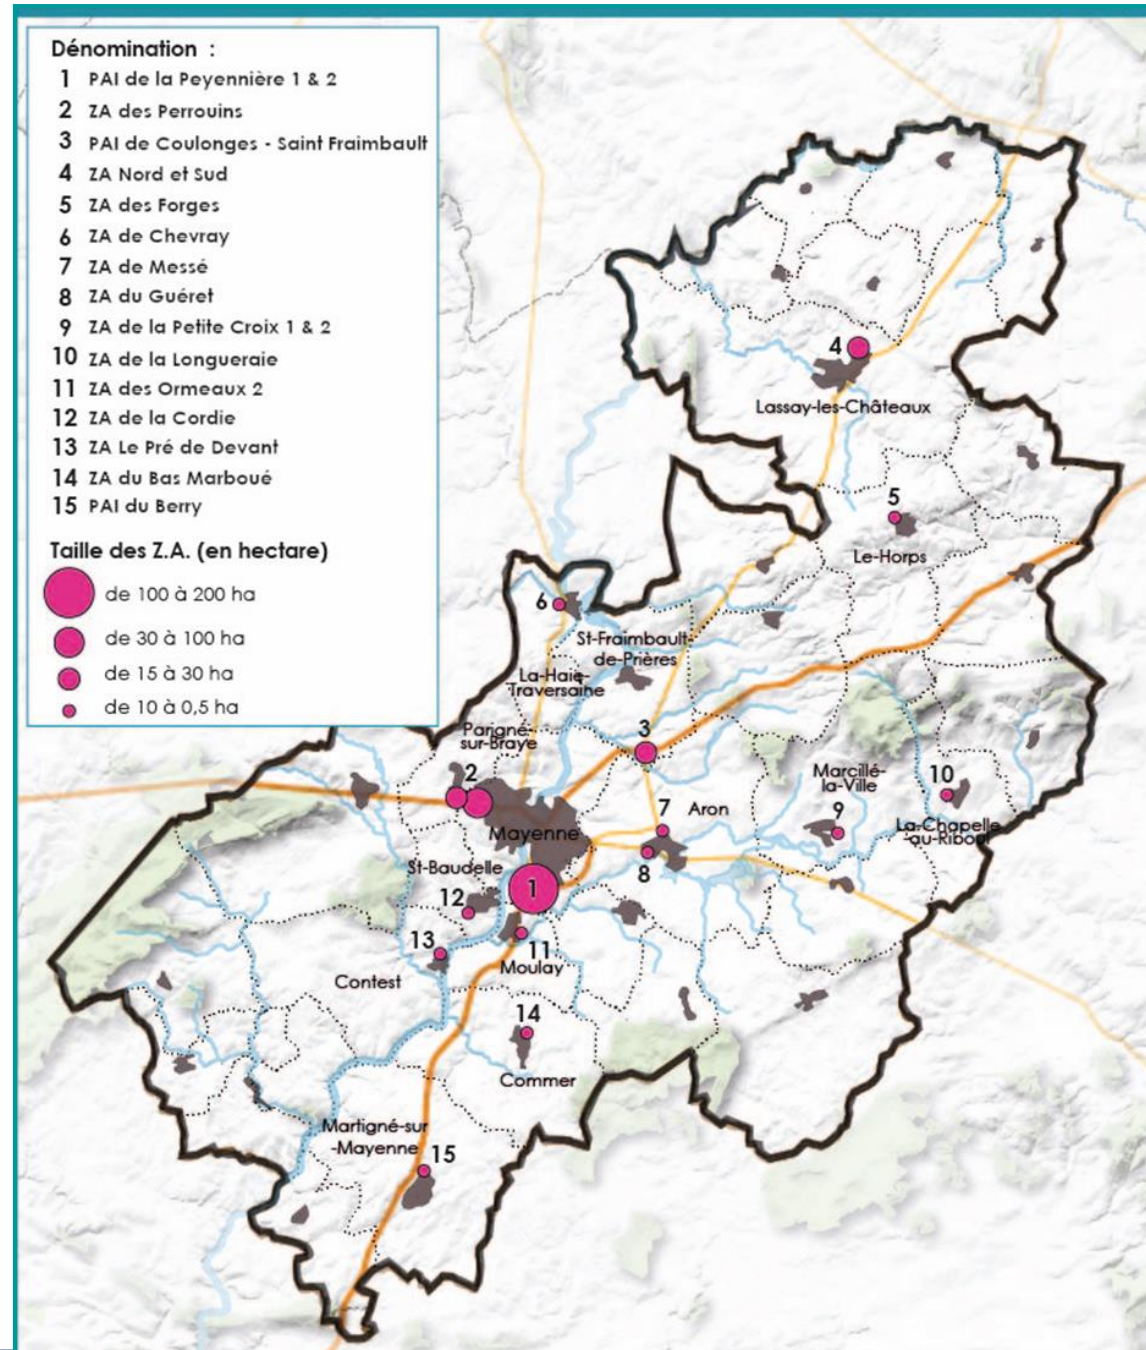 Dénomination :
1 PAI de la Peyennière 1 & 2
2 ZA des Perrouins
3 PAI de Coulonges - Saint Fraimbault
4 ZA Nord et Sud
5 ZA des Forges
6 ZA de Chevray
7 ZA de Messé
8 ZA du Guéret
9 ZA de la Petite Croix 1 & 2
10 ZA de la Longueraie
11 ZA des Ormeaux 2
12 ZA de la Cordie
13 ZA Le Pré de Devant
14 ZA du Bas Marboué
15 PAI du Berry
Taille des Z.A. (en hectare)
de 100 à 200 ha
de 30 à 100 ha
de 15 à 30 ha
de 10 à 0,5 ha
4
Lassay-les-Châteaux
5
Le-Horps
6
St-Fraimbault-
de-Prières
La-Haie-
Traversaine
Parigné-
sur-Braye
3
2
Mayenne
Marcillé-
la-Ville
10
7
Aron
9
La-Chapelle
-au-Riboul
8
St-Baudelle
1
12
13
11
Moulay
Contest
14
Commer
Martigné-sur
-Mayenne
15